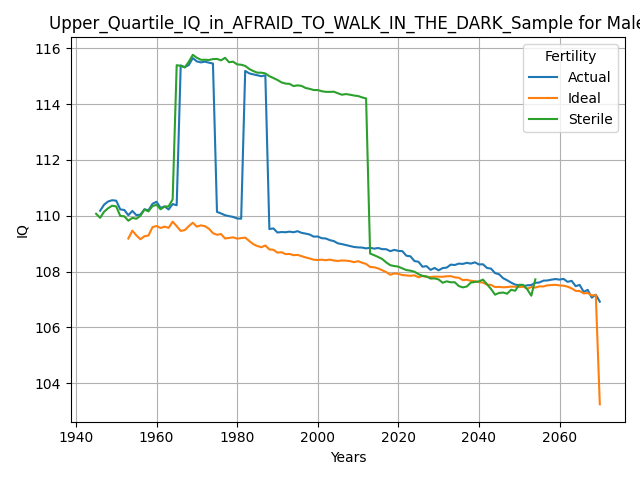 Upper_Quartile_IQ_in_AFRAID_TO_WALK_IN_THE_DARK_Sample for Male
116
114
112
110
108
106
104
IQ
Fertility
Actual
Ideal
Sterile
1940 1960 1980 2000 2020 2040 2060
Years